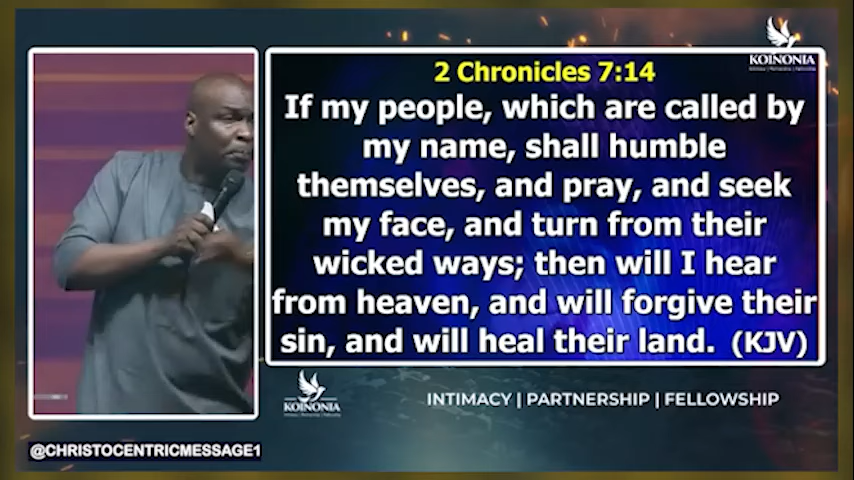 KOINONIA
2 Chronicles 7:14
If my people, which are called by
my name, shall humble
themselves, and pray, and seek
my face, and turn from their
wicked ways; then will I hear
from heaven, and will forgive their
sin, and will heal their land. (KJV)
KOINONIA
INTIMACY | PARTNERSHIP | FELLOWSHIP
@CHRISTOCENTRICMESSAGE1